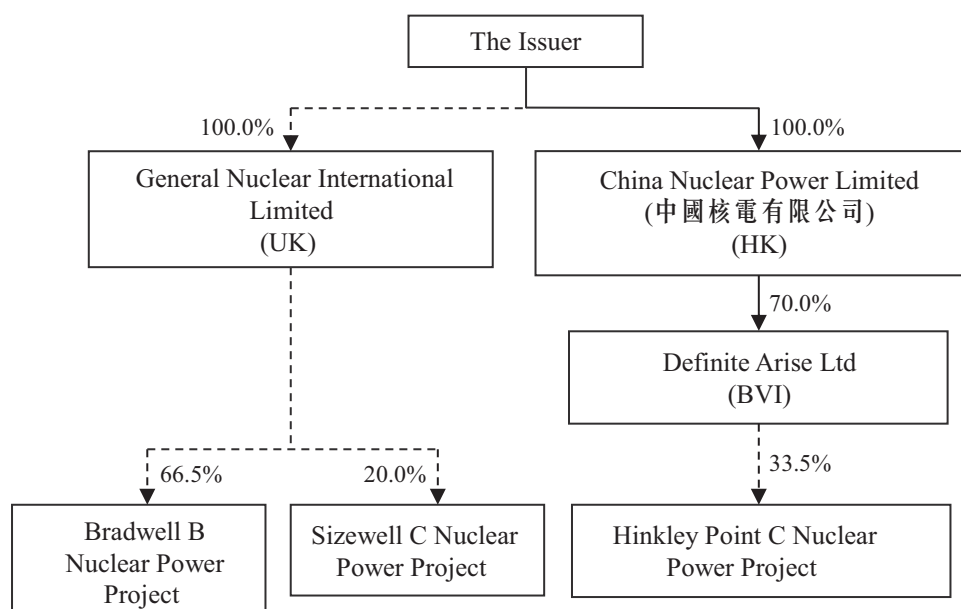 The Issuer
100.0%
100.0%
General Nuclear International
Limited
(UK)
China Nuclear Power Limited
(中國核電有限公司)
(HK)
70.0%
Definite Arise Ltd
(BVI)
66.5%
20.0%
33.5%
Bradwell B
Nuclear Power
Project
Sizewell C Nuclear
Power Project
Hinkley Point C Nuclear
Power Project